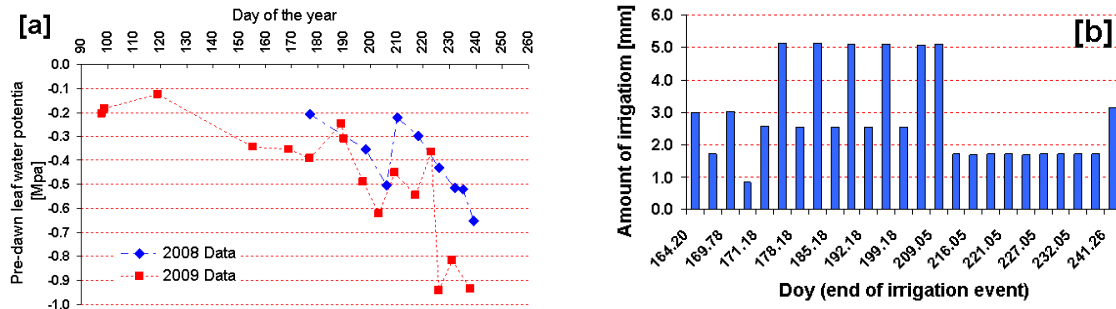 [a]
Day of the year
90 100 110 120 130 140 150 160 170 180 190 200 210 220 230 240 250 260
Pre-dawn leaf water potentia
[Mpa]
0.0
-0.1
-0.2
-0.3
-0.4
-0.5
-0.6
-0.7
-0.8
-0.9
-1.0
2008 Data
2009 Data
[b]
Amount of irrigation [mm]
6.0
5.0
4.0
3.0
2.0
1.0
0.0
164.20 169.78 171.18 178.18 185.18 192.18 199.18 209.05 216.05 221.05 227.05 232.05 241.26
Doy (end of irrigation event)